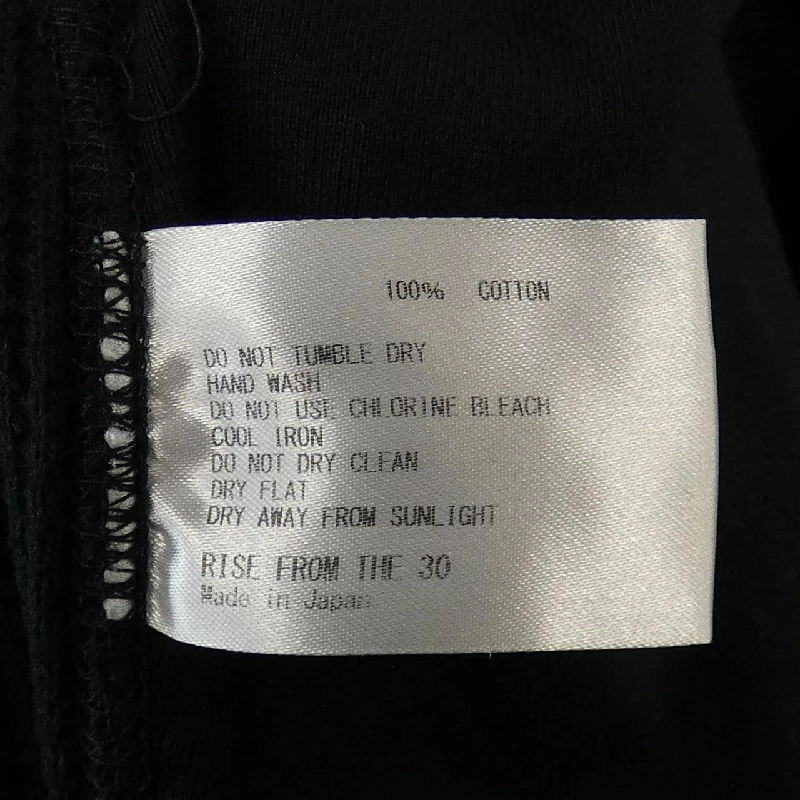 100% COTTON
DO NOT TUMBLE DRY
HAND WASH
DO NOT USE CHLORINE BLEACH
COOL IRON
DO NOT DRY CLEAN
DRY FLAT
DRY AWAY FROM SUNLIGHT
RISE FROM THE 30
Made in Japan